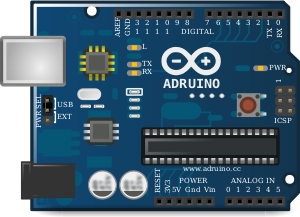 AREF
GND
13 12 11 10 9 8
7 6 5 4 3 2 1 0
DIGITAL
TX
RX
L
TX
RX
PWR
ADRUINO
PWR SEL
USB
EXT
1
ICSP
www.adruino.cc
RESET
3V3
POWER
5V Gnd Vin
ANALOG IN
0 1 2 3 4 5